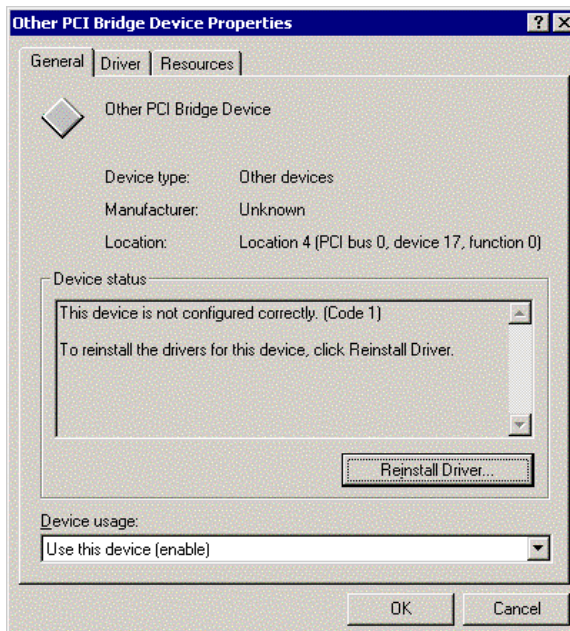 Other PCI Bridge Device Properties
General Driver Resources
Other PCI Bridge Device
Device type: Other devices
Manufacturer: Unknown
Location: Location 4 (PCI bus 0, device 17, function 0)
Device status
This device is not configured correctly. (Code 1)
To reinstall the drivers for this device, click Reinstall Driver.
Reinstall Driver...
Device usage:
Use this device (enable)
OK Cancel